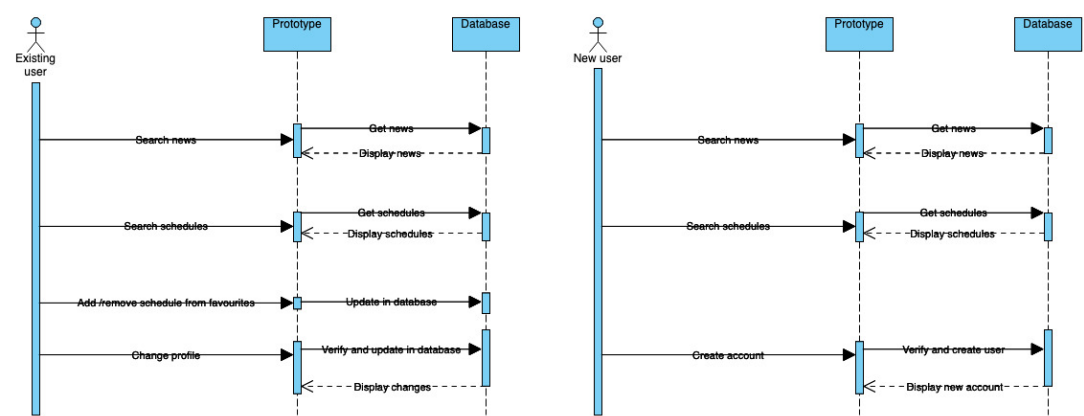 Prototype
Database
Existing
user
Get news
Search news
Display news
Get schedules
Search schedules
Display schedules
Add /remove schedule from favourites
Update in database
Verify and update in database
Change profile
Display changes
Prototype
Database
New user
Get news
Search news
Display news
Get schedules
Search schedules
Display schedules
Verify and create user
Create account
Display new account